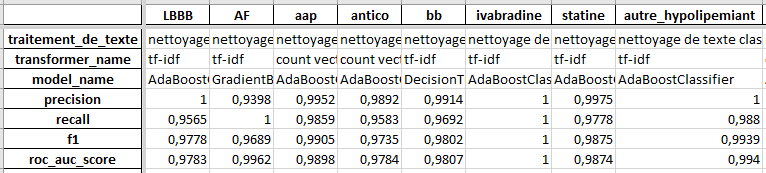 LBBB AF aap antico bb ivabradine statine autre_hypolipemiant
traitement_de_texte nettoyage nettoyage nettoyage nettoyage nettoyage nettoyage de nettoyage nettoyage de texte clas
transformer_name tf-idf tf-idf count vect count vect tf-idf tf-idf tf-idf tf-idf
model_name AdaBoostC GradientB AdaBoostC AdaBoostC DecisionT AdaBoostClas AdaBoostC AdaBoostClassifier
precision 1 0,9398 0,9952 0,9892 0,9914 1 0,9975 1
recall 0,9565 1 0,9859 0,9583 0,9692 1 0,9778 0,988
f1 0,9778 0,9689 0,9905 0,9735 0,9802 1 0,9875 0,9939
roc_auc_score 0,9783 0,9962 0,9898 0,9784 0,9807 1 0,9874 0,994